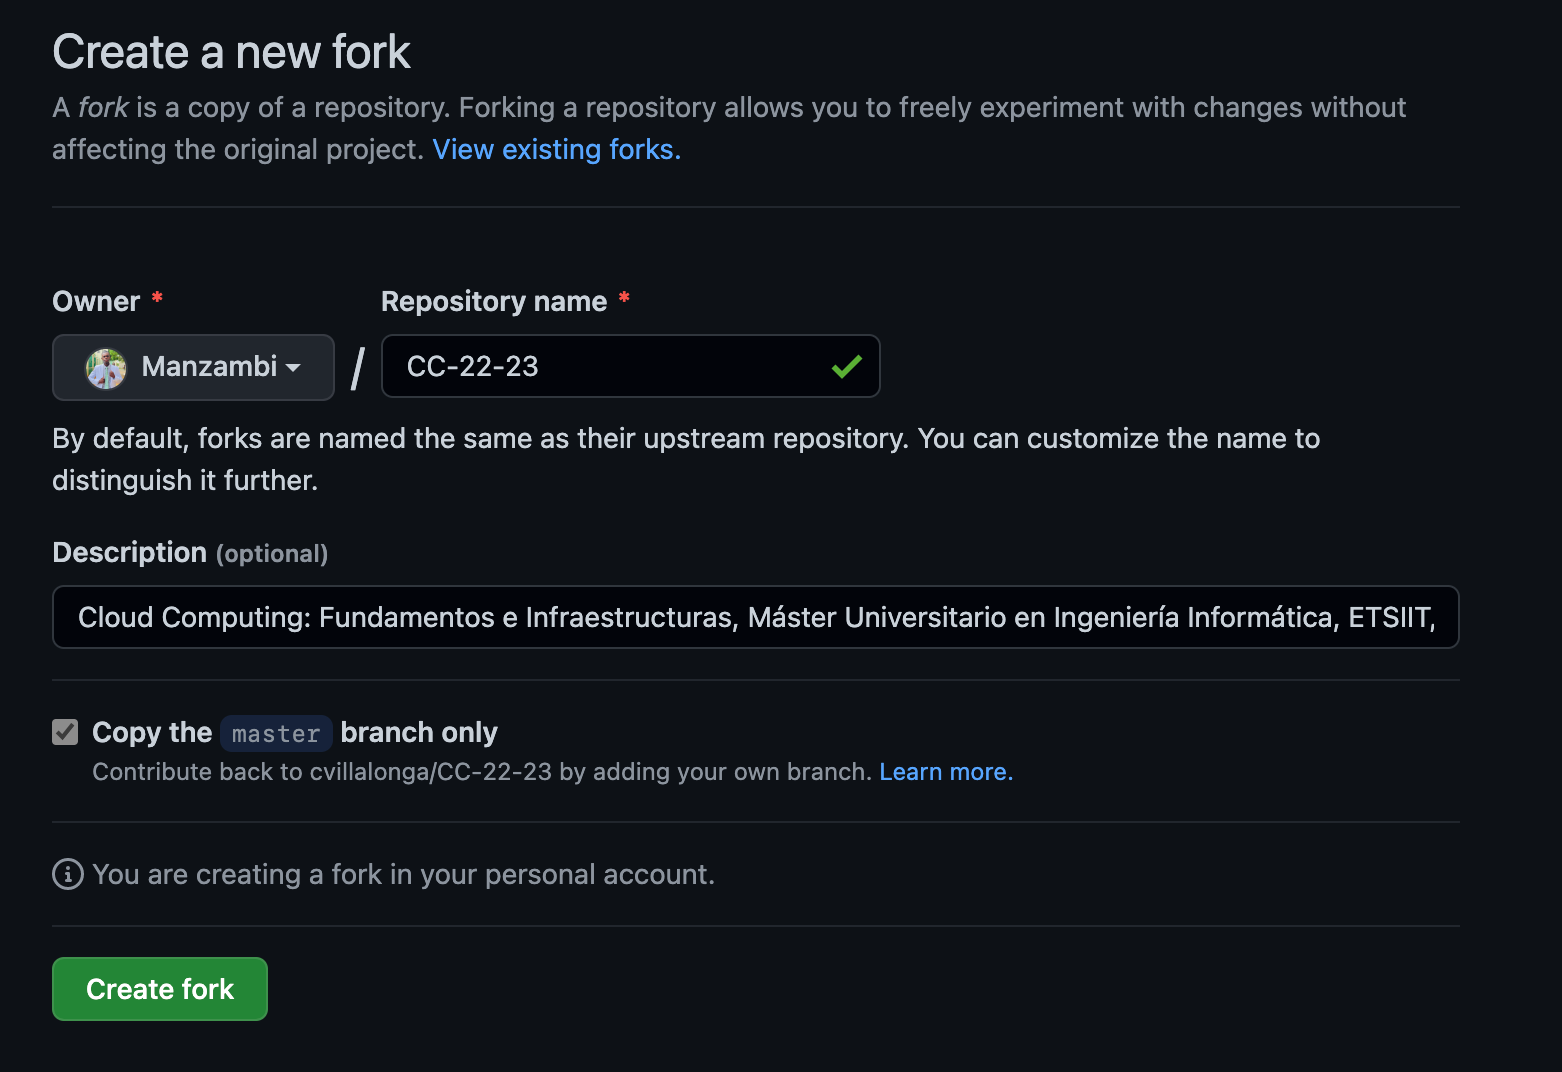 Create a new fork
A fork is a copy of a repository. Forking a repository allows you to freely experiment with changes without
affecting the original project. View existing forks.
Owner * Repository name *
Manzambi / CC-22-23
By default, forks are named the same as their upstream repository. You can customize the name to
distinguish it further.
Description (optional)
Cloud Computing: Fundamentos e Infraestructuras, Máster Universitario en Ingeniería Informática, ETSIIT,
Copy the master branch only
Contribute back to cvillalonga/CC-22-23 by adding your own branch. Learn more.
You are creating a fork in your personal account.
Create fork